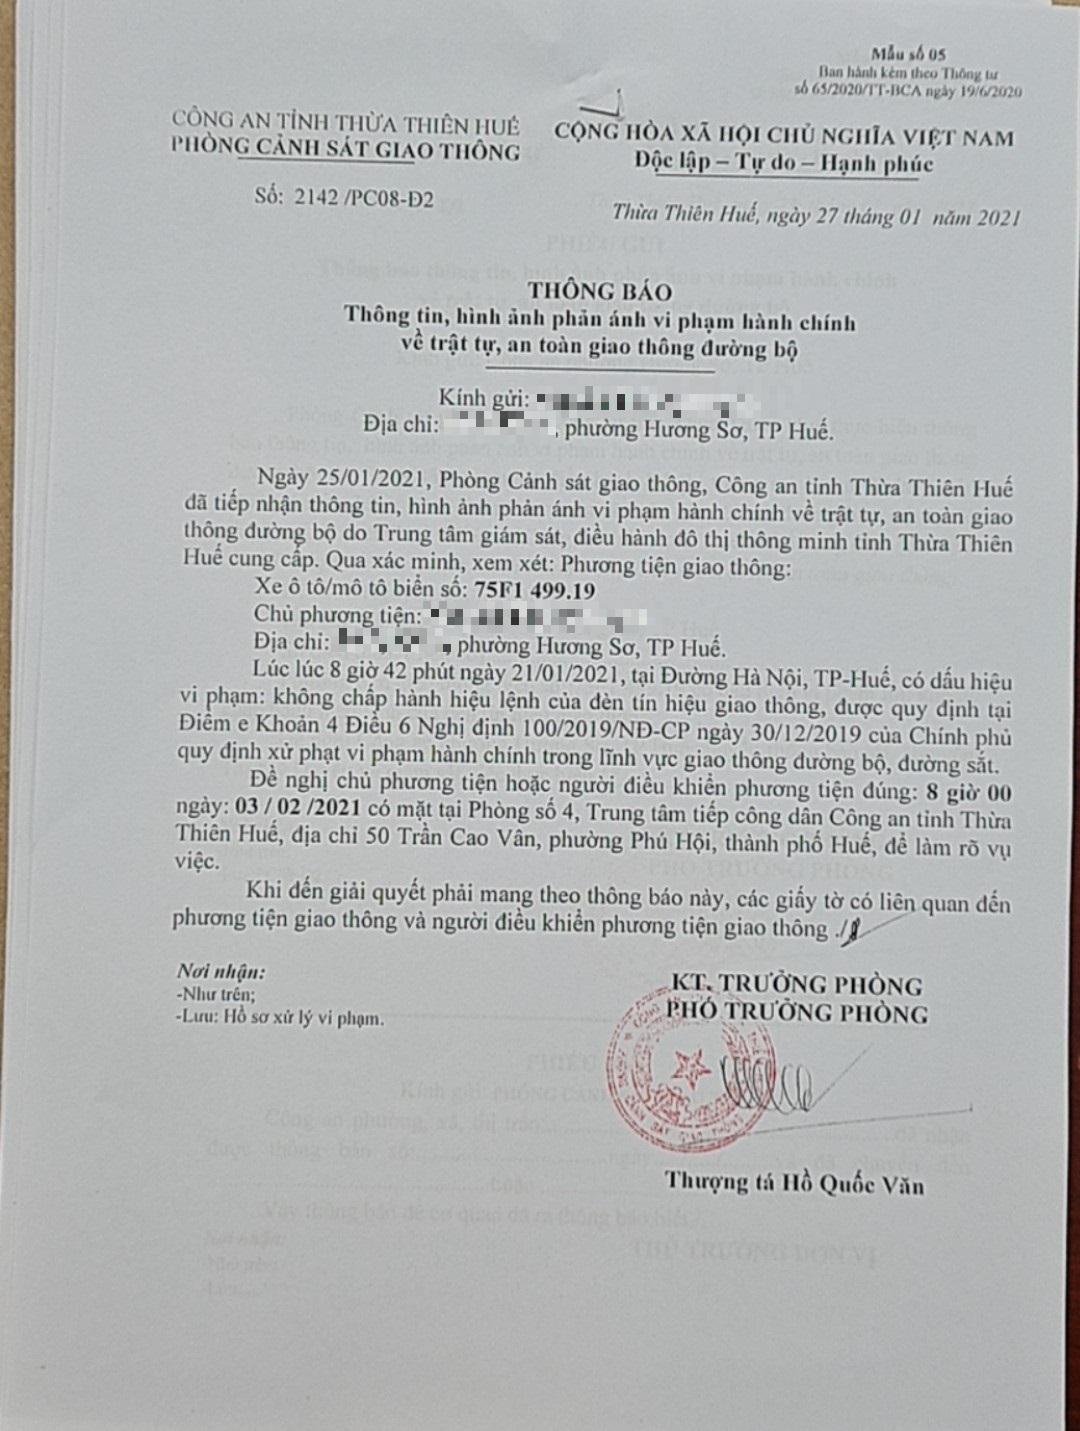 Mẫu số 05
Ban hành kèm theo Thông tư
số 65/2020/TT-BCA ngày 19/6/2020
CÔNG AN TỈNH THỪA THIÊN HUẾ
PHÒNG CẢNH SÁT GIAO THÔNG
CỘNG HÒA XÃ HỘI CHỦ NGHĨA VIỆT NAM
Độc lập – Tự do – Hạnh phúc
Số: 2142 /PC08-Đ2
Thừa Thiên Huế, ngày 27 tháng 01 năm 2021
THÔNG BÁO
Thông tin, hình ảnh phản ánh vi phạm hành chính
về trật tự, an toàn giao thông đường bộ
Kính gửi:
Địa chỉ: , phường Hương Sơ, TP Huế.
Ngày 25/01/2021, Phòng Cảnh sát giao thông, Công an tỉnh Thừa Thiên Huế
đã tiếp nhận thông tin, hình ảnh phản ánh vi phạm hành chính về trật tự, an toàn giao
thông đường bộ do Trung tâm giám sát, điều hành đô thị thông minh tỉnh Thừa Thiên
Huế cung cấp. Qua xác minh, xem xét: Phương tiện giao thông:
Xe ô tô/mô tô biển số: 75F1 499.19
Chủ phương tiện:
Địa chỉ: , phường Hương Sơ, TP Huế.
Lúc lúc 8 giờ 42 phút ngày 21/01/2021, tại Đường Hà Nội, TP-Huế, có dấu hiệu
vi phạm: không chấp hành hiệu lệnh của đèn tín hiệu giao thông, được quy định tại
Điểm e Khoản 4 Điều 6 Nghị định 100/2019/NĐ-CP ngày 30/12/2019 của Chính phủ
quy định xử phạt vi phạm hành chính trong lĩnh vực giao thông đường bộ, đường sắt.
Đề nghị chủ phương tiện hoặc người điều khiển phương tiện đúng: 8 giờ 00
ngày: 03 / 02 /2021 có mặt tại Phòng số 4, Trung tâm tiếp công dân Công an tỉnh Thừa
Thiên Huế, địa chỉ 50 Trần Cao Vân, phường Phú Hội, thành phố Huế, để làm rõ vụ
việc.
Khi đến giải quyết phải mang theo thông báo này, các giấy tờ có liên quan đến
phương tiện giao thông và người điều khiển phương tiện giao thông ./
Nơi nhận:
-Như trên;
-Lưu: Hồ sơ xử lý vi phạm.
KT. TRƯỞNG PHÒNG
PHÓ TRƯỞNG PHÒNG
CẢNH SÁT GIAO THÔNG
Thượng tá Hồ Quốc Văn